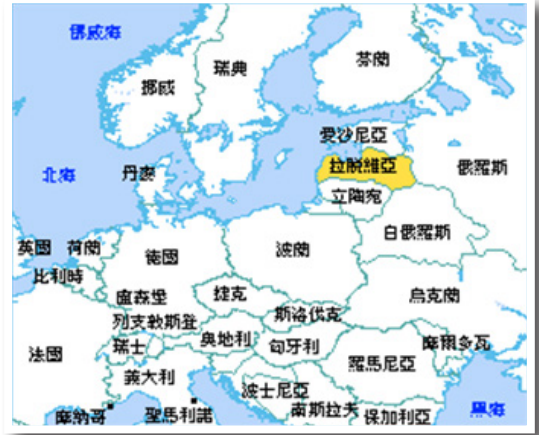 挪威海
芬蘭
瑞典
挪威
愛沙尼亞
拉脫維亞
俄羅斯
北海
丹麥
立陶宛
白俄羅斯
英國
荷蘭
德國
波蘭
比利時
盧森堡
捷克
烏克蘭
斯洛伐克
列支敦斯登
奧地利
匈牙利
摩爾多瓦
瑞士
法國
羅馬尼亞
義大利
波士尼亞
摩納哥
聖馬利諾
南斯拉夫
保加利亞
黑海